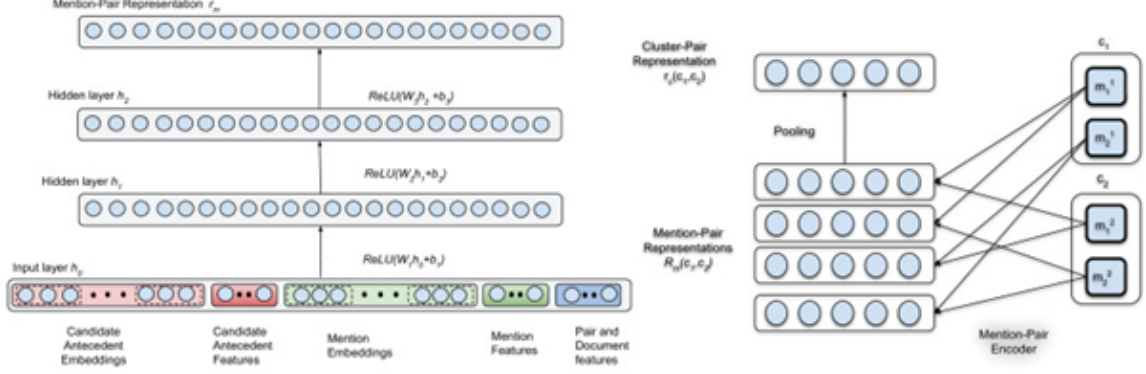 Mention-Pair Representation r_m
Hidden layer h_2
ReLU(W_3h_2 +b_3)
Hidden layer h_1
ReLU(W_2h_1+b_2)
Input layer h_0
ReLU(W_1h_0+b_1)
Candidate
Antecedent
Embeddings
Candidate
Antecedent
Features
Mention
Embeddings
Mention
Features
Pair and
Document
features
Cluster-Pair
Representation
r_c(c_1,c_2)
Pooling
Mention-Pair
Representations
R_m(c_1,c_2)
c_1
m_1^1
m_2^1
c_2
m_1^2
m_2^2
Mention-Pair
Encoder